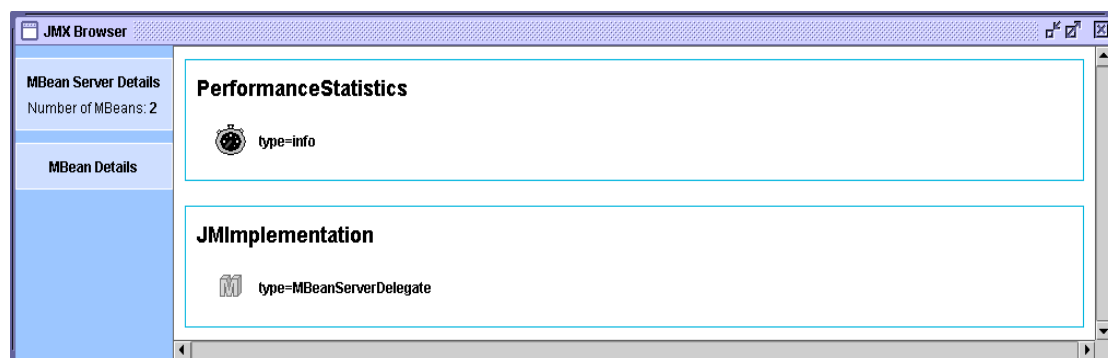 JMX Browser
MBean Server Details
Number of MBeans: 2
MBean Details
PerformanceStatistics
type=info
JMImplementation
M
type=MBeanServerDelegate